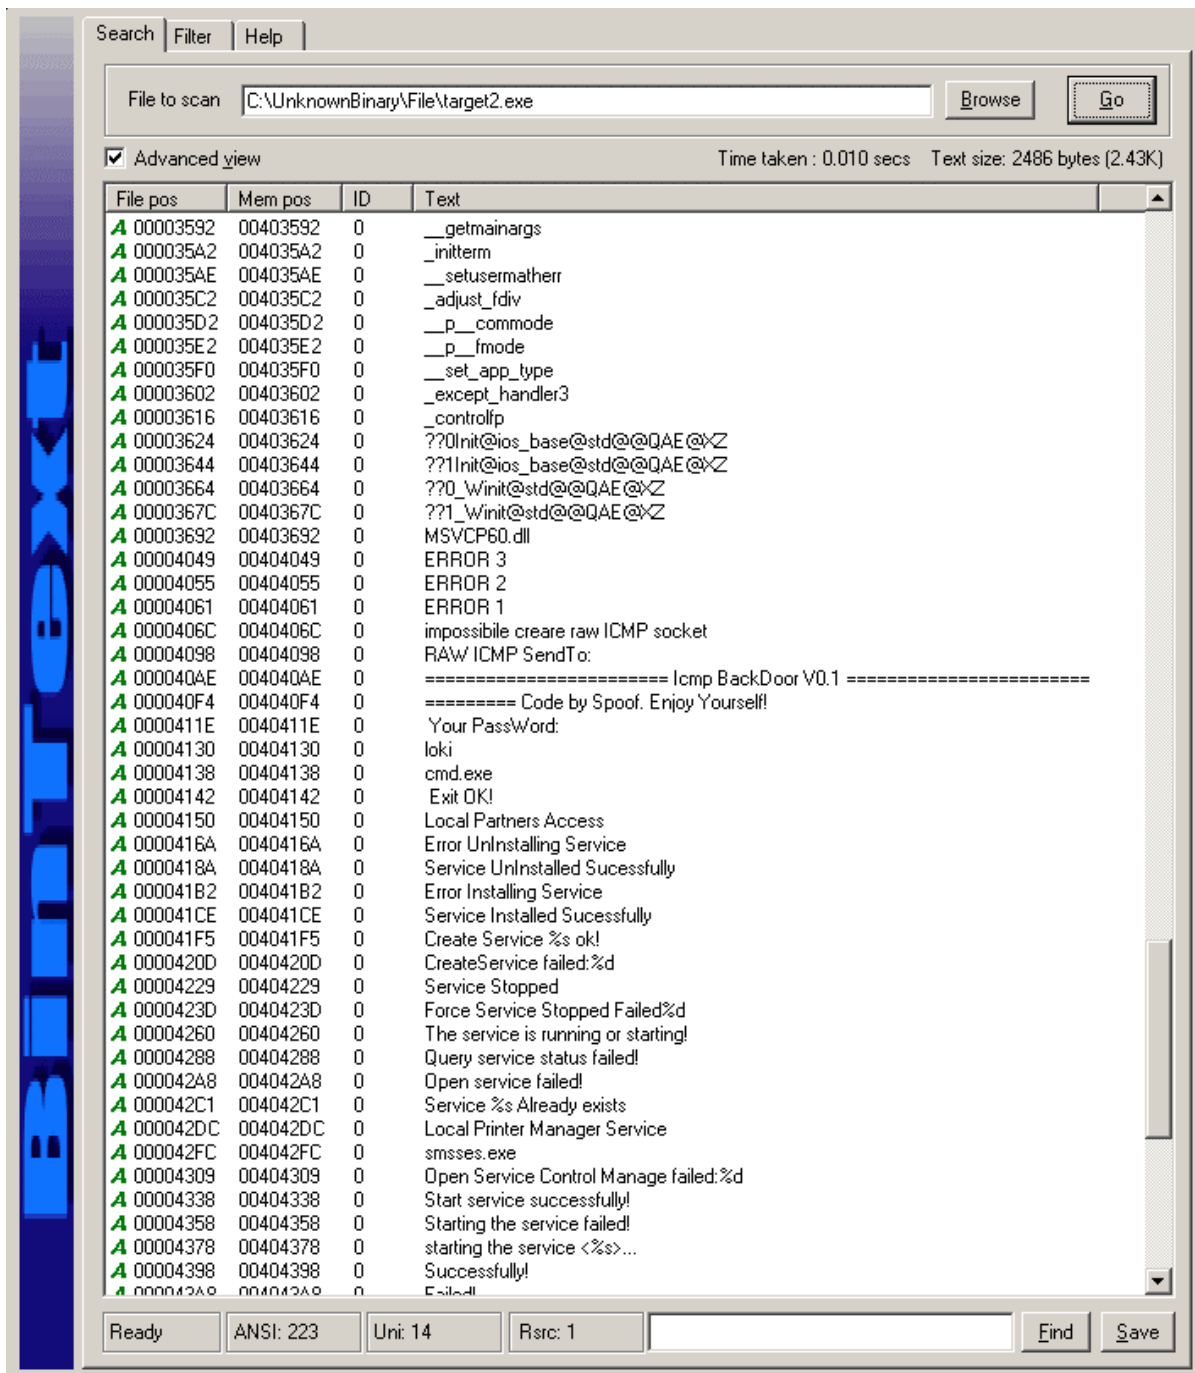 Search Filter Help
File to scan C:\UnknownBinary\File\target2.exe Browse Go
Advanced view Time taken : 0.010 secs Text size: 2486 bytes (2.43K)
File pos Mem pos ID Text
A 00003592 00403592 0 __getmainargs
A 000035A2 004035A2 0 _initterm
A 000035AE 004035AE 0 __setusermatherr
A 000035C2 004035C2 0 _adjust_fdiv
A 000035D2 004035D2 0 __p__commode
A 000035E2 004035E2 0 __p__fmode
A 000035F0 004035F0 0 __set_app_type
A 00003602 00403602 0 _except_handler3
A 00003616 00403616 0 _controlfp
A 00003624 00403624 0 ??0Init@ios_base@std@@QAE@XZ
A 00003644 00403644 0 ??1Init@ios_base@std@@QAE@XZ
A 00003664 00403664 0 ??0_Winit@std@@QAE@XZ
A 0000367C 0040367C 0 ??1_Winit@std@@QAE@XZ
A 00003692 00403692 0 MSVCP60.dll
A 00004049 00404049 0 ERROR 3
A 00004055 00404055 0 ERROR 2
A 00004061 00404061 0 ERROR 1
A 0000406C 0040406C 0 impossibile creare raw ICMP socket
A 00004098 00404098 0 RAW ICMP SendTo:
A 000040AE 004040AE 0 ======================== Icmp BackDoor V0.1 ========================
A 000040F4 004040F4 0 ========= Code by Spoof. Enjoy Yourself!
A 0000411E 0040411E 0 Your PassWord:
A 00004130 00404130 0 loki
A 00004138 00404138 0 cmd.exe
A 00004142 00404142 0 Exit OK!
A 00004150 00404150 0 Local Partners Access
A 0000416A 0040416A 0 Error UnInstalling Service
A 0000418A 0040418A 0 Service UnInstalled Sucessfully
A 000041B2 004041B2 0 Error Installing Service
A 000041CE 004041CE 0 Service Installed Sucessfully
A 000041F5 004041F5 0 Create Service %s ok!
A 0000420D 0040420D 0 CreateService failed:%d
A 00004229 00404229 0 Service Stopped
A 0000423D 0040423D 0 Force Service Stopped Failed%d
A 00004260 00404260 0 The service is running or starting!
A 00004288 00404288 0 Query service status failed!
A 000042A8 004042A8 0 Open service failed!
A 000042C1 004042C1 0 Service %s Already exists
A 000042DC 004042DC 0 Local Printer Manager Service
A 000042FC 004042FC 0 smsses.exe
A 00004309 00404309 0 Open Service Control Manage failed:%d
A 00004338 00404338 0 Start service successfully!
A 00004358 00404358 0 Starting the service failed!
A 00004378 00404378 0 starting the service <%s>...
A 00004398 00404398 0 Successfully!
A 000043A8 004043A8 0 Failed!
Ready ANSI: 223 Uni: 14 Rsrc: 1 Find Save
BinText